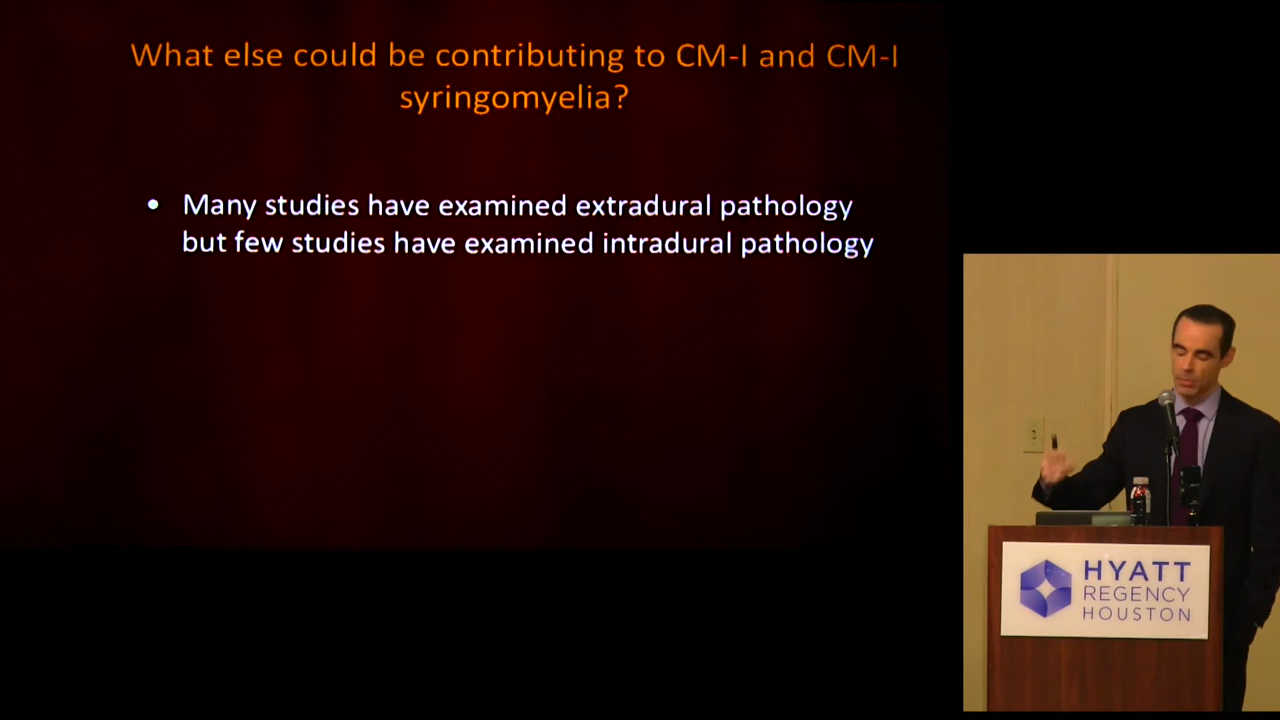 What else could be contributing to CM-I and CM-I
syringomyelia?
• Many studies have examined extradural pathology
but few studies have examined intradural pathology
HYATT
REGENCY
HOUSTON